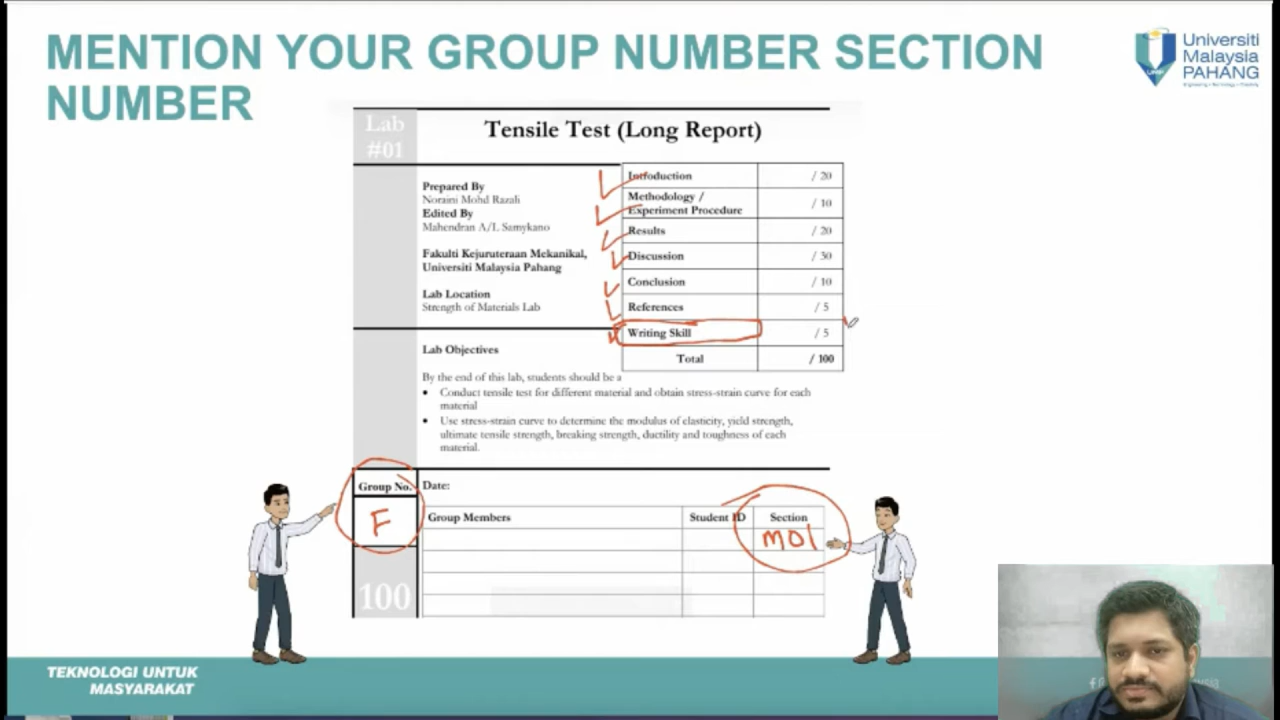 MENTION YOUR GROUP NUMBER SECTION
NUMBER
Universiti
Malaysia
PAHANG
Lab
#01
Tensile Test (Long Report)
Prepared By
Noraini Mohd Razali
Edited By
Mahendran A/L Samykano
Fakulti Kejuruteraan Mekanikal,
Universiti Malaysia Pahang
Lab Location
Strength of Materials Lab
Introduction / 20
Methodology /
Experiment Procedure / 10
Results / 20
Discussion / 30
Conclusion / 10
References / 5
Writing Skill / 5
Total / 100
Lab Objectives
By the end of this lab, students should be a
• Conduct tensile test for different material and obtain stress-strain curve for each
material
• Use stress-strain curve to determine the modulus of elasticity, yield strength,
ultimate tensile strength, breaking strength, ductility and toughness of each
material.
Group No. Date:
F
Group Members Student ID Section
M01
100
TEKNOLOGI UNTUK
MASYARAKAT